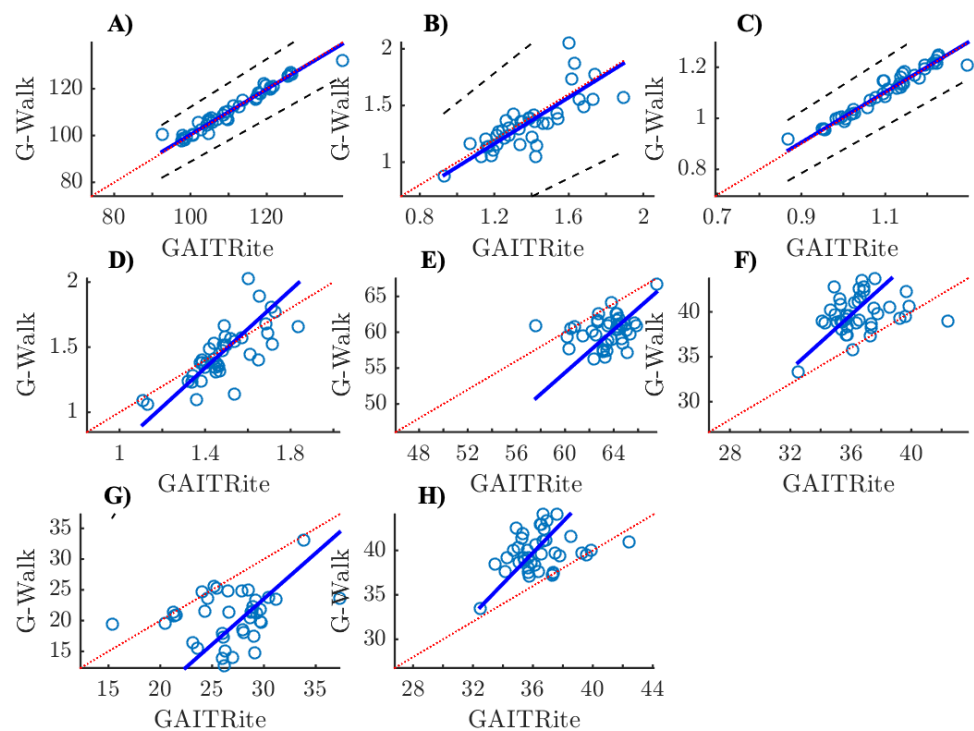 A) B) C)
G-Walk 120 100 80
G-Walk 2 1.5 1
G-Walk 1.2 1 0.8
80 100 120
0.8 1.2 1.6 2
0.7 0.9 1.1
GAITRite GAITRite GAITRite
D) E) F)
G-Walk 2 1.5 1
G-Walk 65 60 55 50
G-Walk 40 35 30
1 1.4 1.8
48 52 56 60 64
28 32 36 40
GAITRite GAITRite GAITRite
G) H)
G-Walk 35 30 25 20 15
G-Walk 40 35 30
15 20 25 30 35
28 32 36 40 44
GAITRite GAITRite